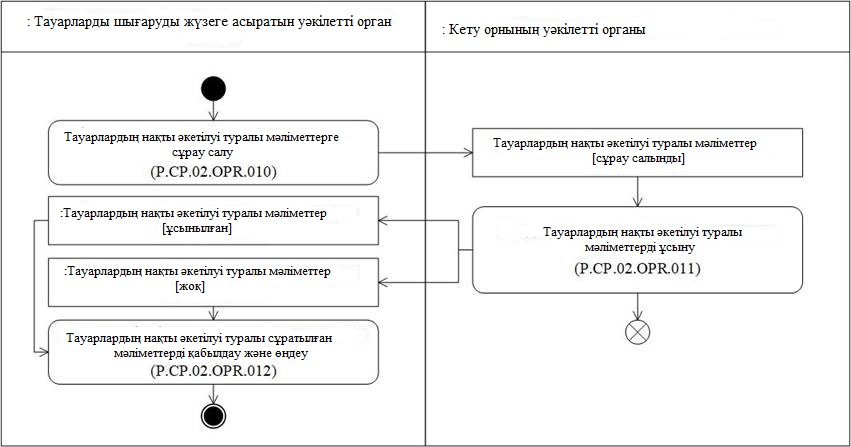 : Тауарларды шығаруды жүзеге асыратын уәкілетті орган
: Кету орнының уәкілетті органы
Тауарлардың нақты әкетілуі туралы мәліметтерге
сұрау салу
(P.CP.02.OPR.010)
Тауарлардың нақты әкетілуі туралы мәліметтер
[сұрау салынды]
:Тауарлардың нақты әкетілуі туралы мәліметтер
[ұсынылған]
Тауарлардың нақты әкетілуі туралы
мәліметтерді ұсыну
(P.CP.02.OPR.011)
:Тауарлардың нақты әкетілуі туралы мәліметтер
[жоқ]
Тауарлардың нақты әкетілуі туралы сұратылған
мәліметтерді қабылдау және өңдеу
(P.CP.02.OPR.012)